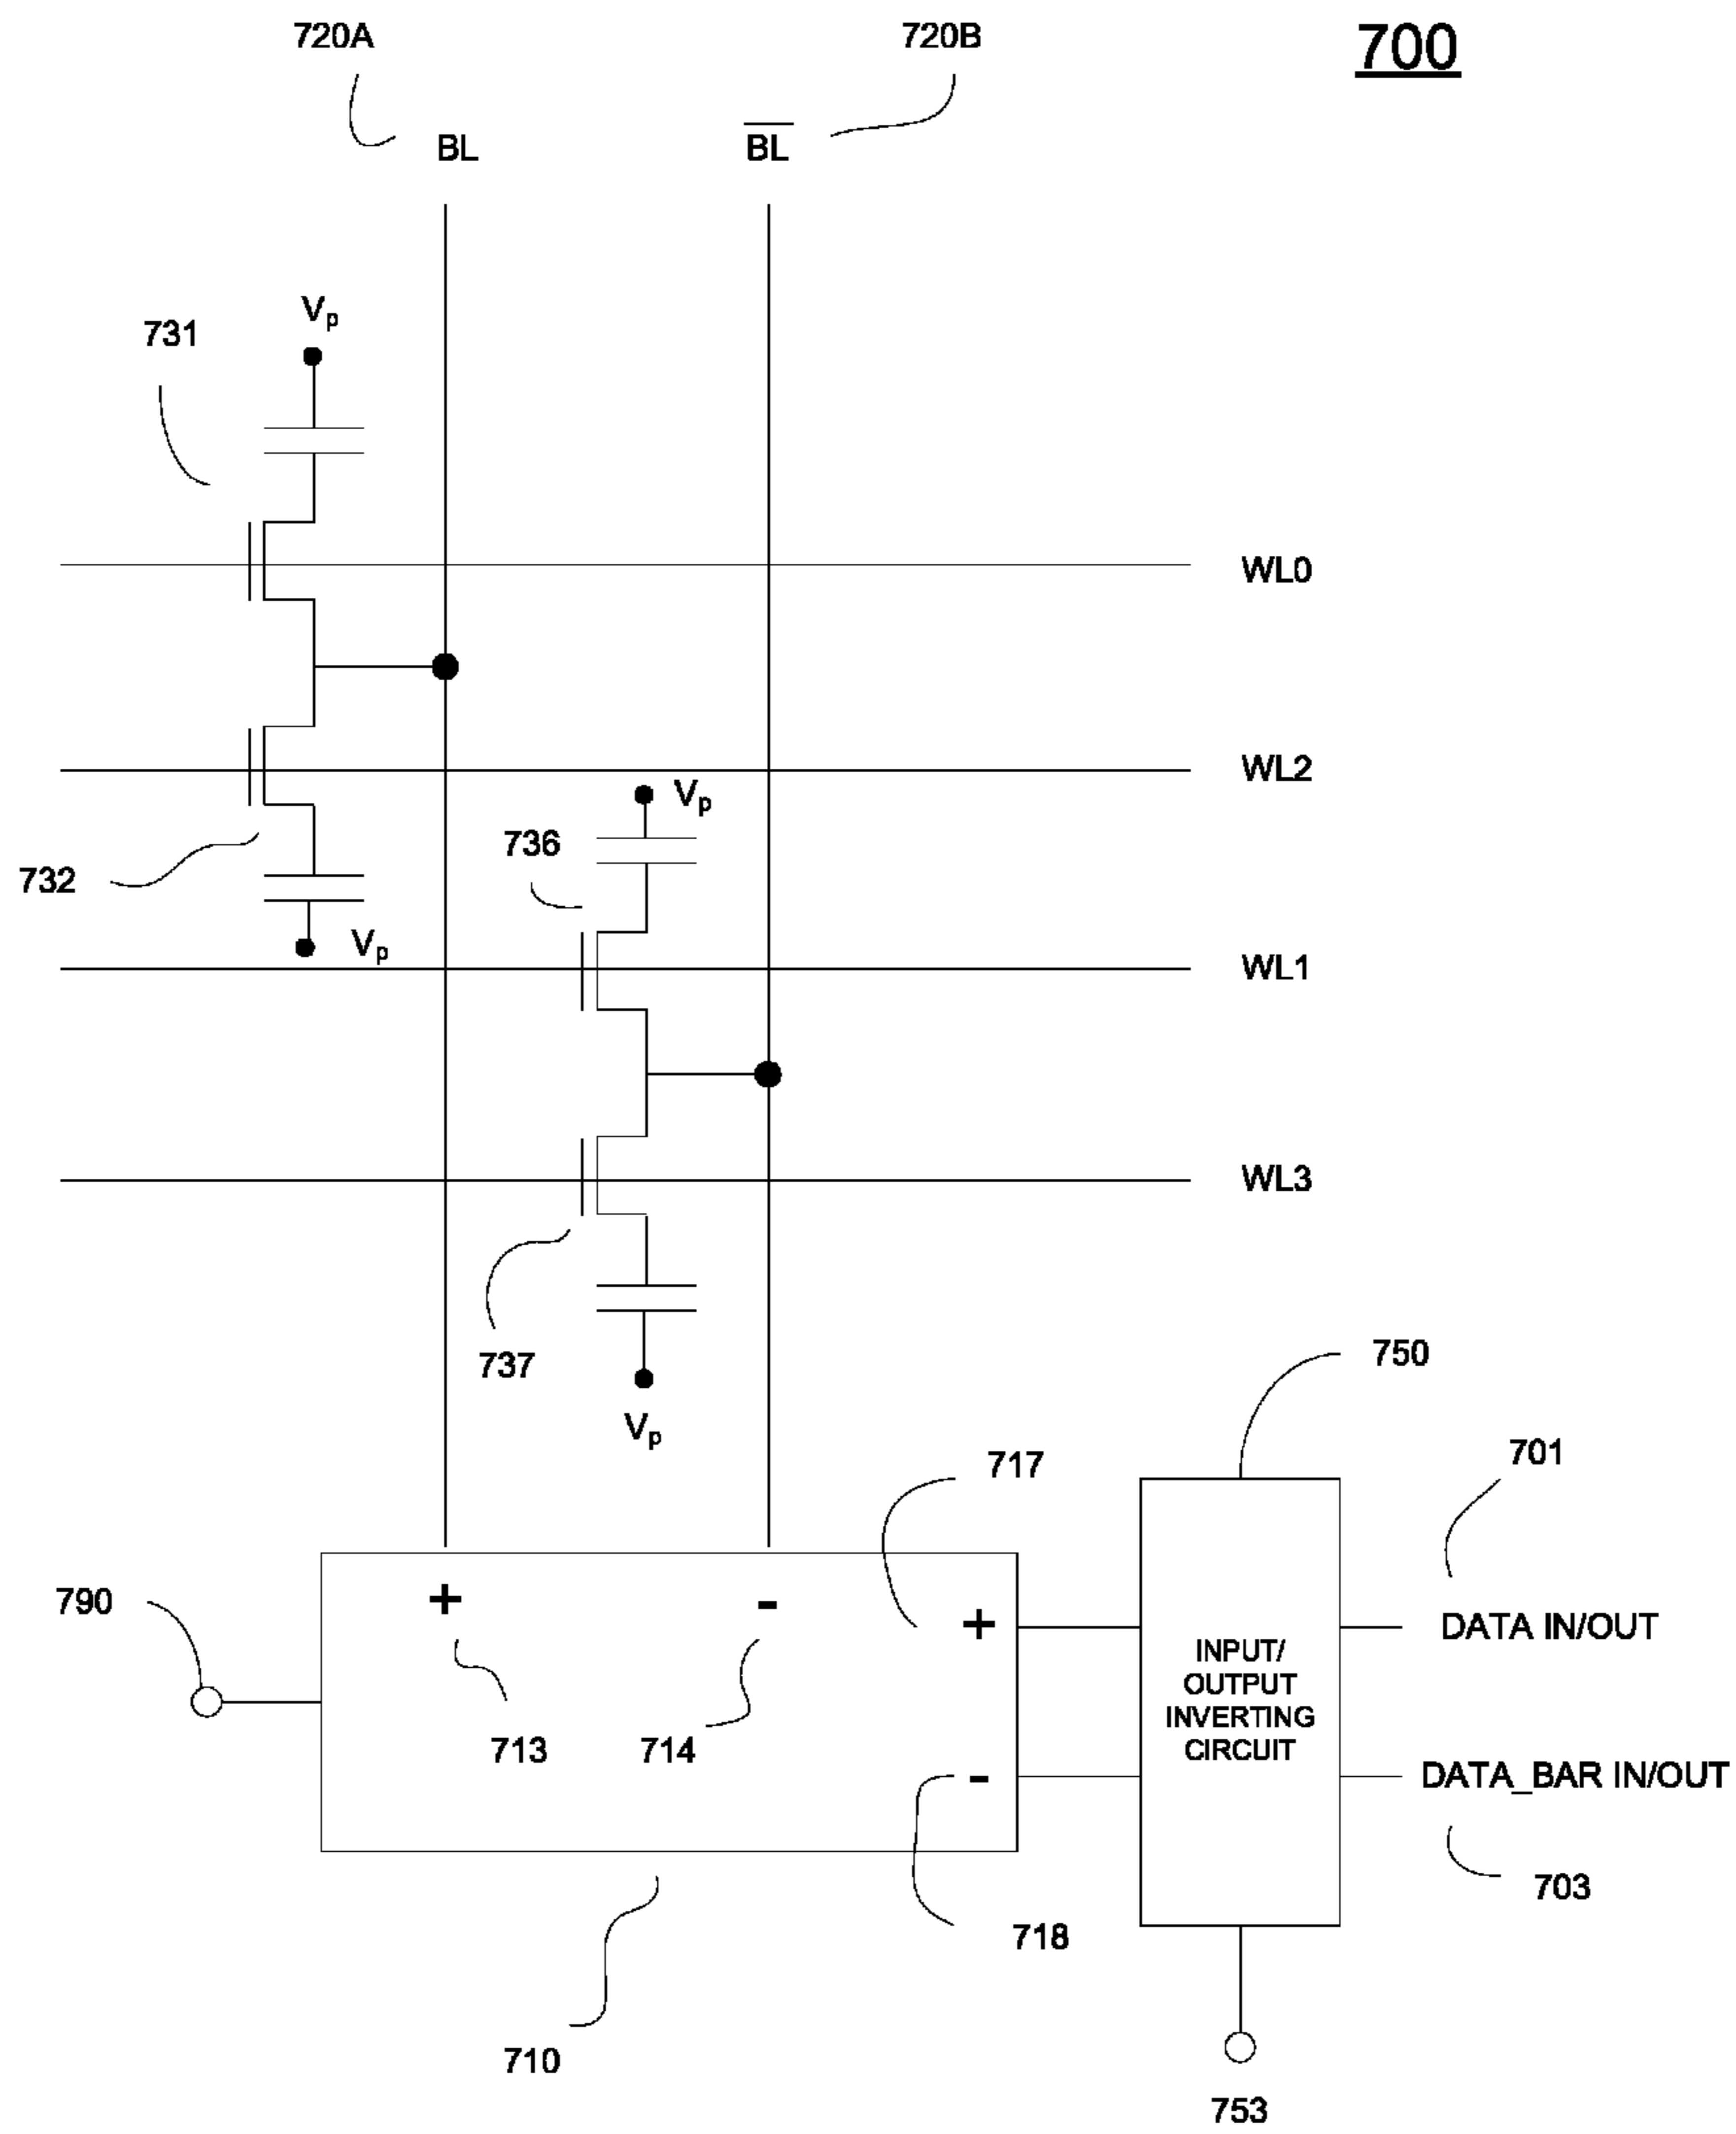 720A
720B
700
BL
B̅L̅
Vp
731
WL0
WL2
Vp
736
732
Vp
WL1
WL3
737
750
Vp
717
701
790
+
-
+
DATA IN/OUT
INPUT/
OUTPUT
INVERTING
CIRCUIT
713
714
-
DATA_BAR IN/OUT
703
718
710
753